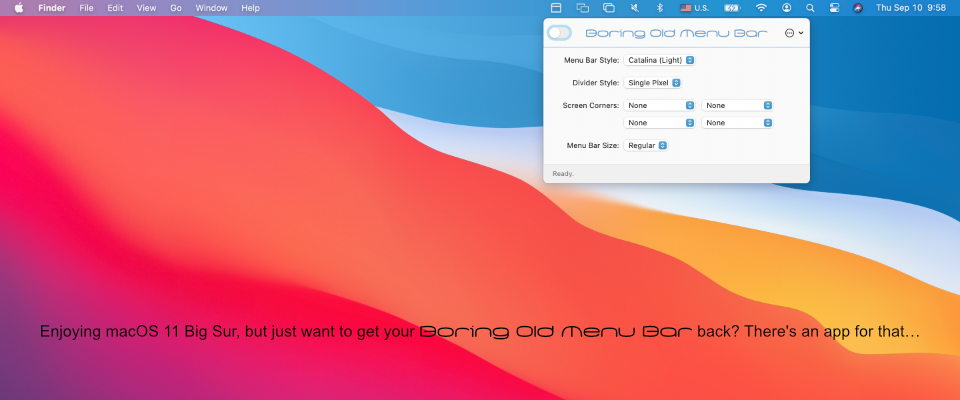 Finder File Edit View Go Window Help U.S. Thu Sep 10 9:58
Boring Old Menu Bar
Menu Bar Style: Catalina (Light)
Divider Style: Single Pixel
Screen Corners: None None
None None
Menu Bar Size: Regular
Ready.
Enjoying macOS 11 Big Sur, but just want to get your Boring Old Menu Bar back? There's an app for that…